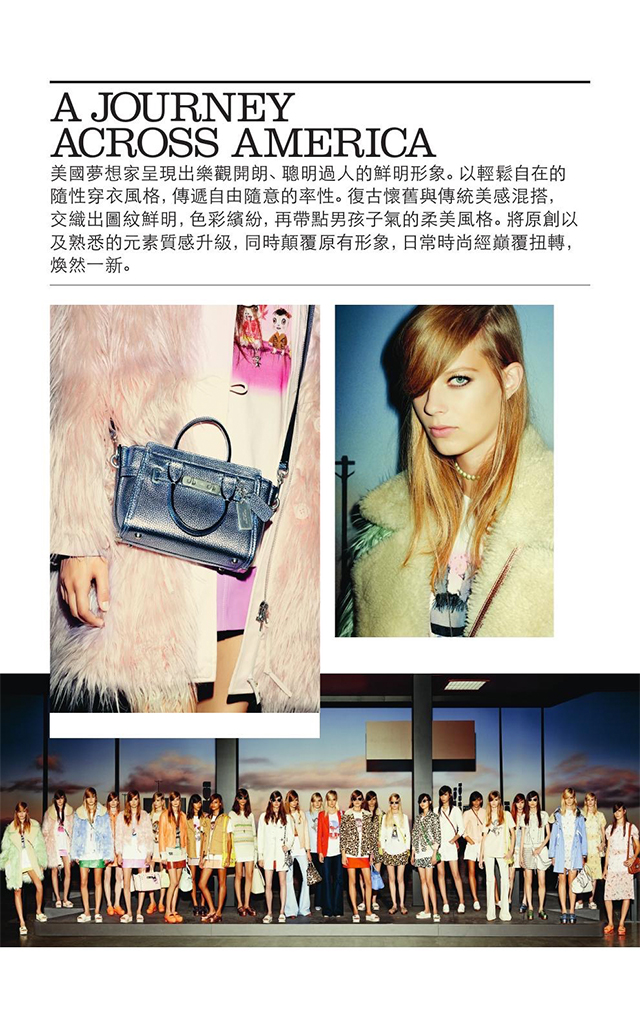 A JOURNEY
ACROSS AMERICA
美國夢想家呈現出樂觀開朗、聰明過人的鮮明形象。以輕鬆自在的
隨性穿衣風格，傳遞自由隨意的率性。復古懷舊與傳統美感混搭，
交織出圖紋鮮明，色彩繽紛，再帶點男孩子氣的柔美風格。將原創以
及熟悉的元素質感升級，同時顛覆原有形象，日常時尚經巔覆扭轉，
煥然一新。